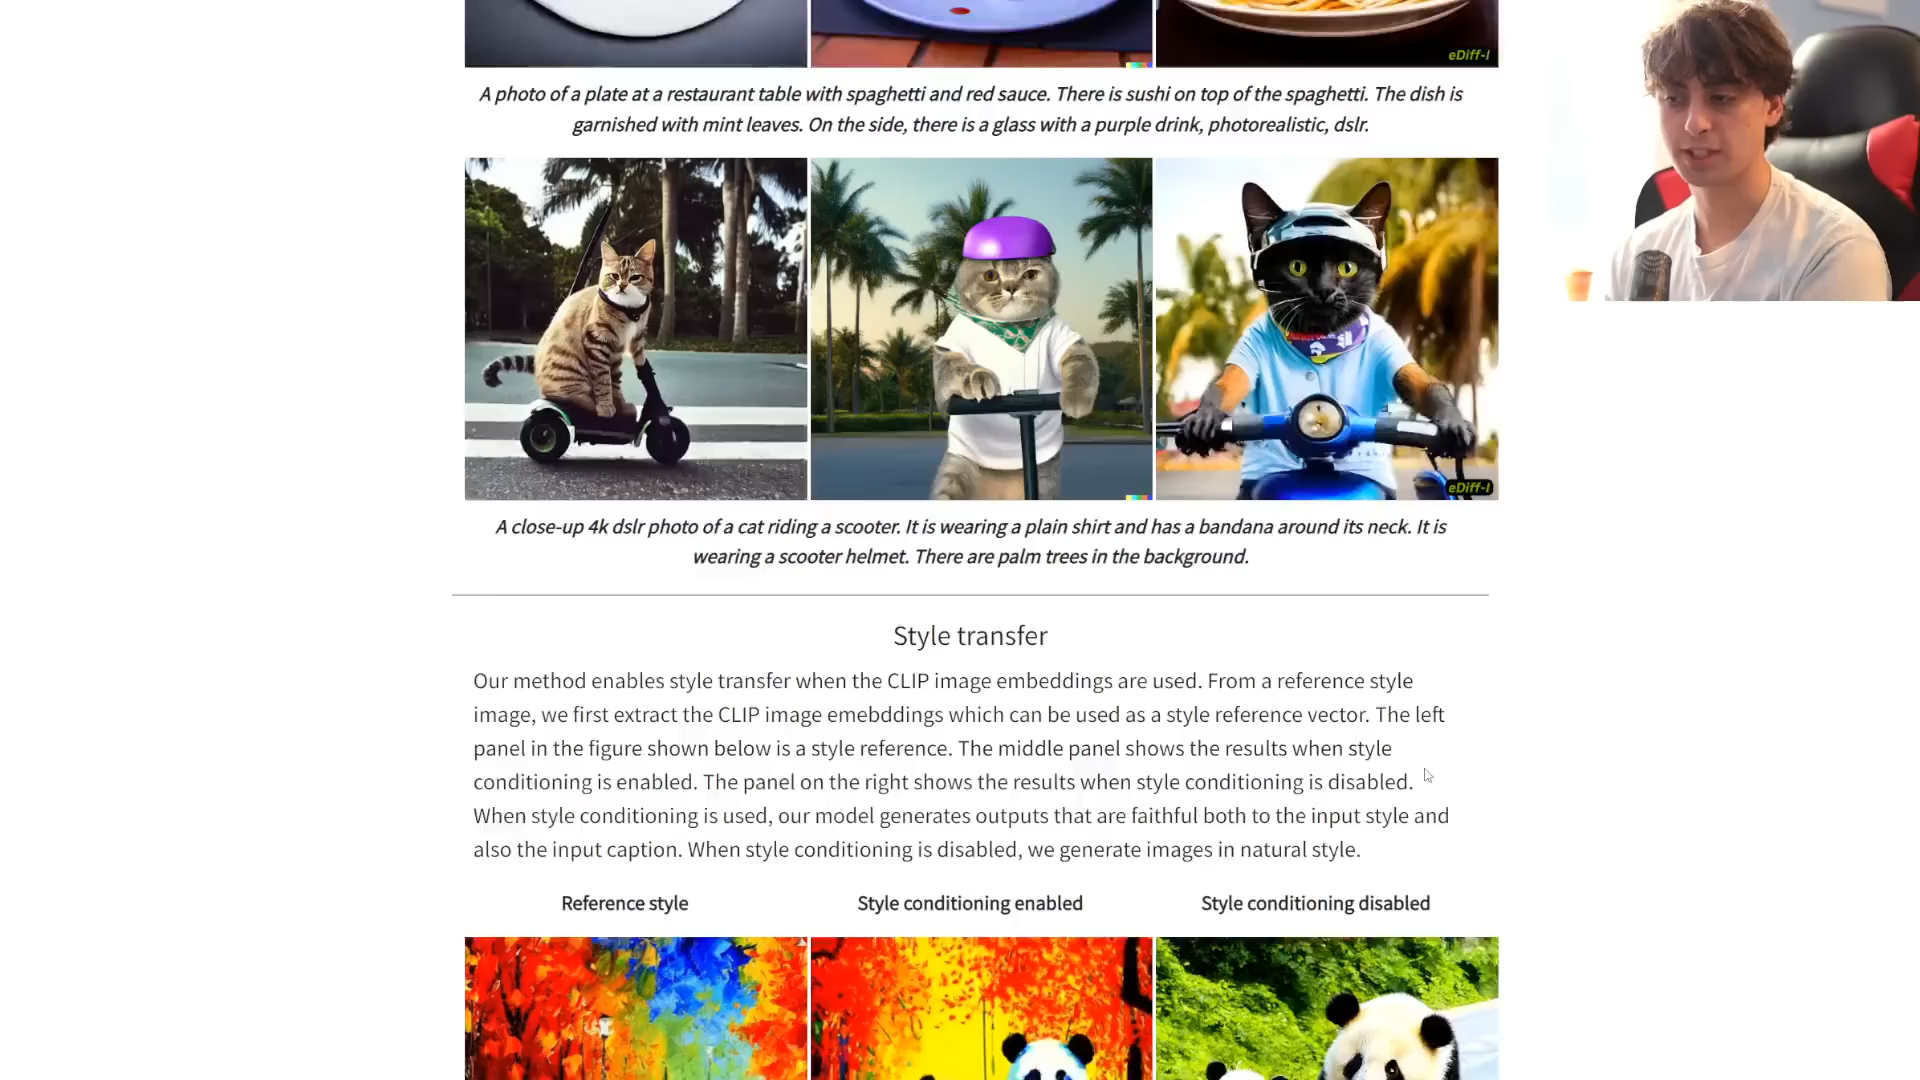 eDiff-I
A photo of a plate at a restaurant table with spaghetti and red sauce. There is sushi on top of the spaghetti. The dish is
garnished with mint leaves. On the side, there is a glass with a purple drink, photorealistic, dslr.
eDiff-I
A close-up 4k dslr photo of a cat riding a scooter. It is wearing a plain shirt and has a bandana around its neck. It is
wearing a scooter helmet. There are palm trees in the background.
Style transfer
Our method enables style transfer when the CLIP image embeddings are used. From a reference style
image, we first extract the CLIP image emebddings which can be used as a style reference vector. The left
panel in the figure shown below is a style reference. The middle panel shows the results when style
conditioning is enabled. The panel on the right shows the results when style conditioning is disabled.
When style conditioning is used, our model generates outputs that are faithful both to the input style and
also the input caption. When style conditioning is disabled, we generate images in natural style.
Reference style
Style conditioning enabled
Style conditioning disabled